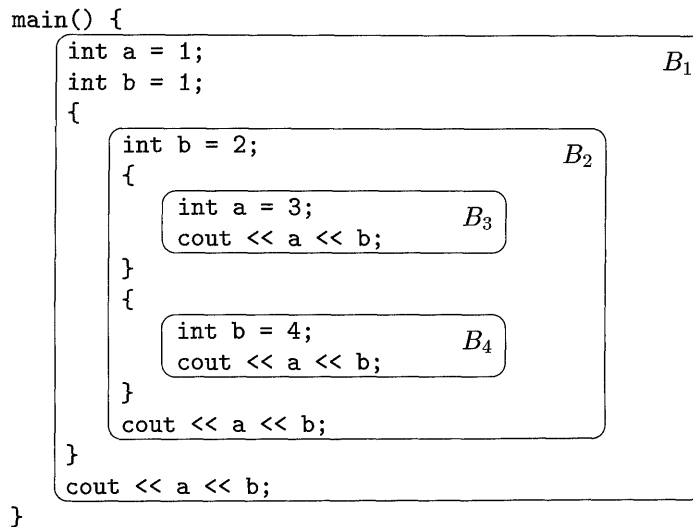 main() {
int a = 1; B₁
int b = 1;
{
int b = 2; B₂
{
int a = 3; B₃
cout << a << b;
}
{
int b = 4; B₄
cout << a << b;
}
cout << a << b;
}
cout << a << b;
}